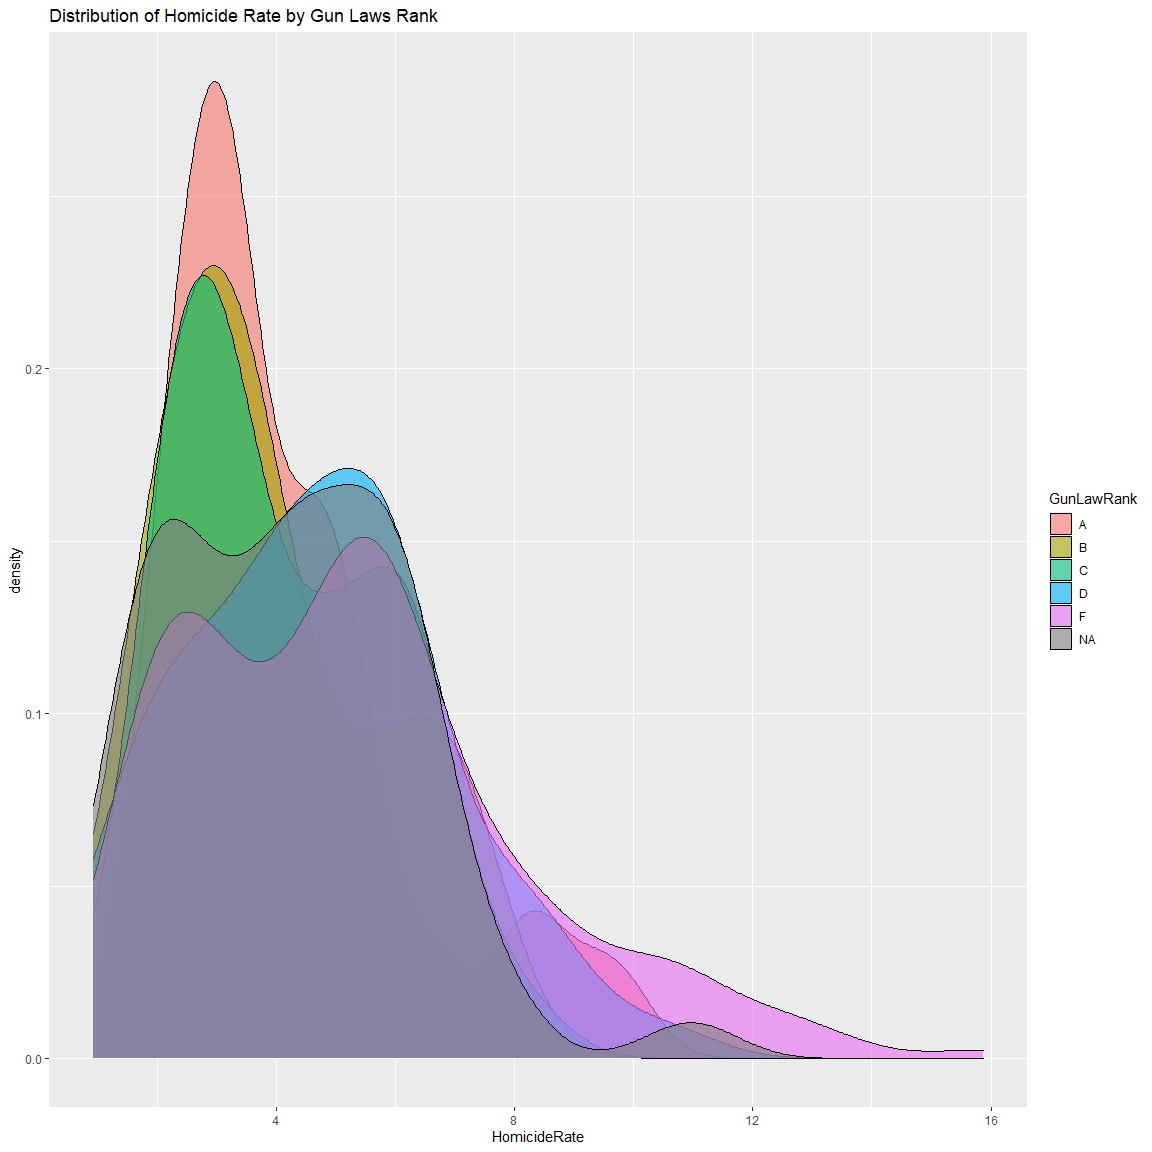 Distribution of Homicide Rate by Gun Laws Rank
density
0.2
0.1
0.0
4
8
12
16
HomicideRate
GunLawRank
A
B
C
D
F
NA